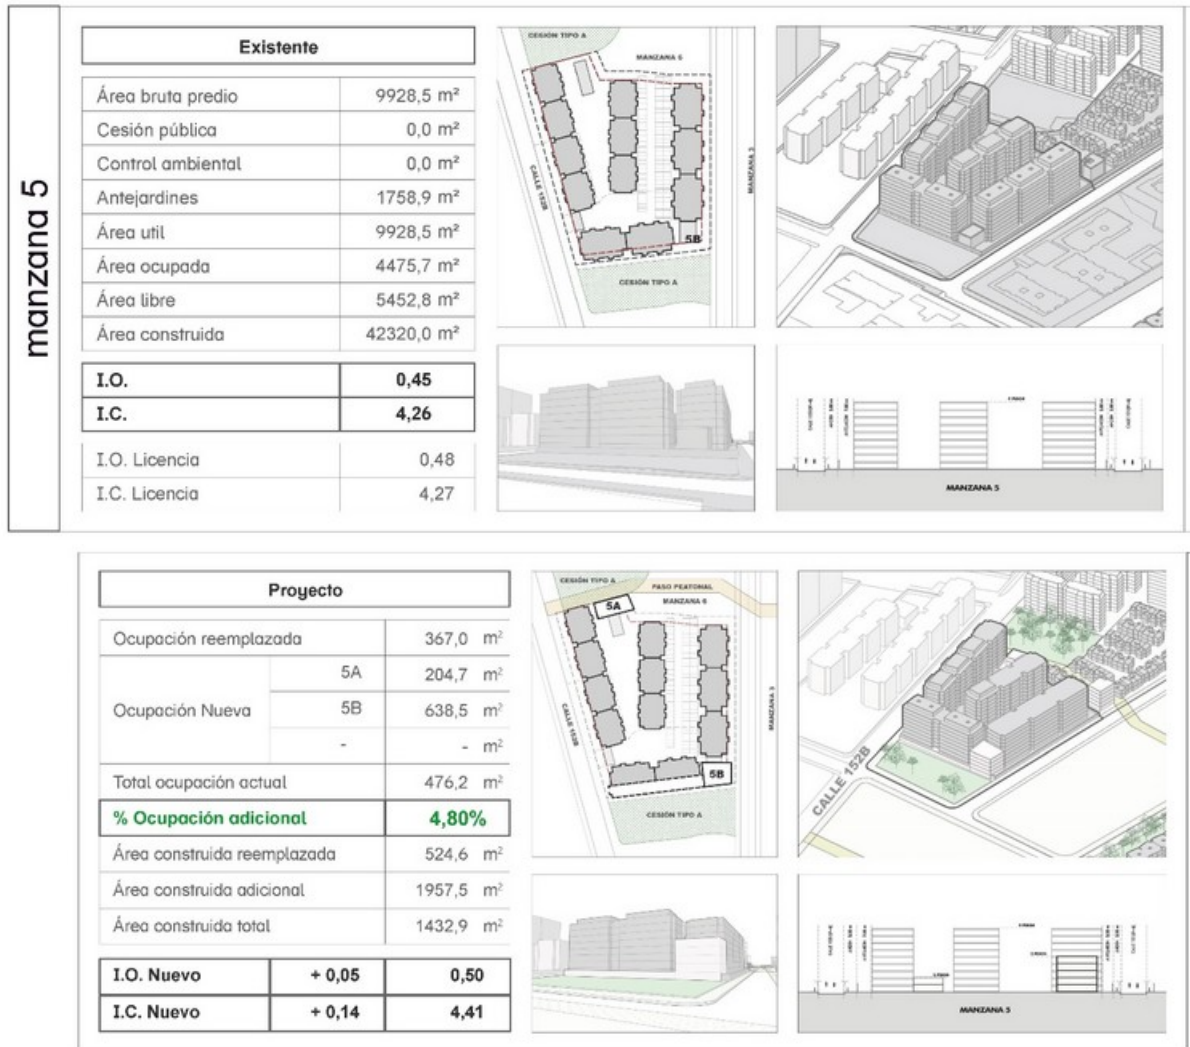 manzana 5
Existente
Área bruta predio 9928,5 m²
Cesión pública 0,0 m²
Control ambiental 0,0 m²
Antejardines 1758,9 m²
Área util 9928,5 m²
Área ocupada 4475,7 m²
Área libre 5452,8 m²
Área construida 42320,0 m²
I.O. 0,45
I.C. 4,26
I.O. Licencia 0,48
I.C. Licencia 4,27
CESIÓN TIPO A
MANZANA 6
CALLE 152B
MANZANA 3
5B
CESIÓN TIPO A
MANZANA 5
Proyecto
Ocupación reemplazada 367,0 m²
Ocupación Nueva
5A 204,7 m²
5B 638,5 m²
- - m²
Total ocupación actual 476,2 m²
% Ocupación adicional 4,80%
Área construida reemplazada 524,6 m²
Área construida adicional 1957,5 m²
Área construida total 1432,9 m²
I.O. Nuevo + 0,05 0,50
I.C. Nuevo + 0,14 4,41
CESIÓN TIPO A
PASO PEATONAL
5A
MANZANA 6
CALLE 152B
MANZANA 3
5B
CESIÓN TIPO A
CALLE 152B
MANZANA 5